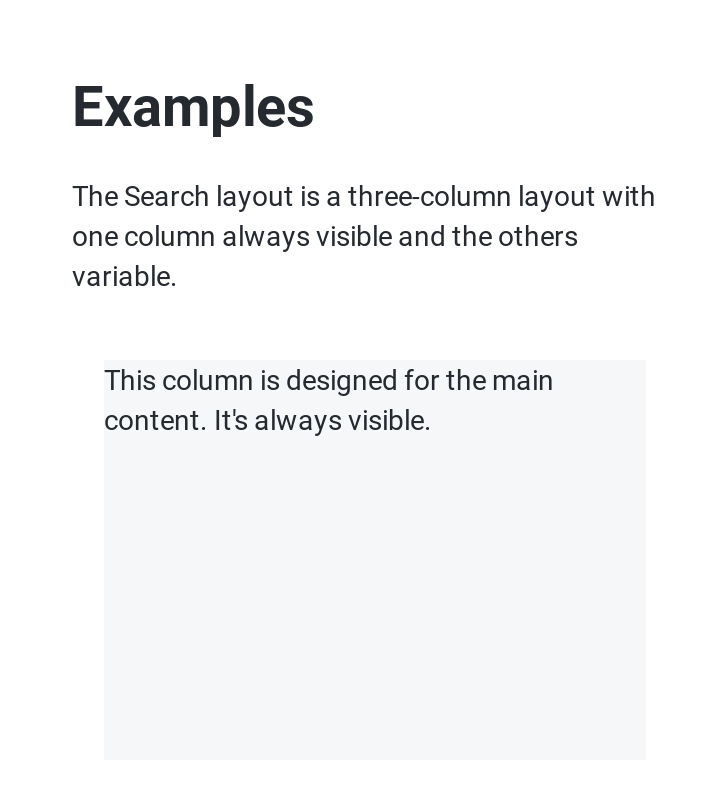 Examples
The Search layout is a three-column layout with
one column always visible and the others
variable.
This column is designed for the main
content. It's always visible.